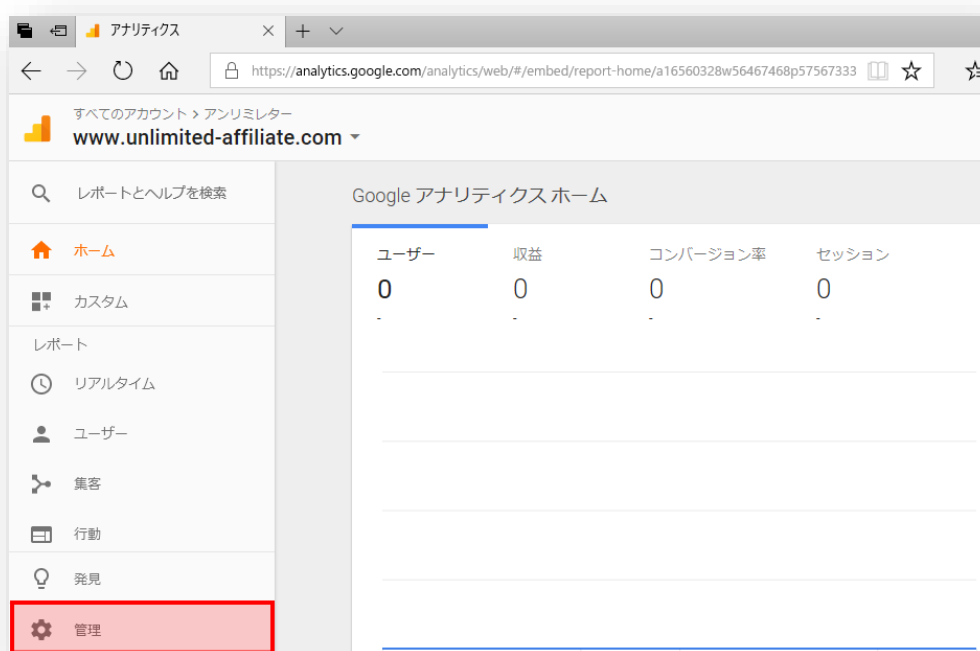 アナリティクス
https://analytics.google.com/analytics/web/#/embed/report-home/a16560328w56467468p57567333
すべてのアカウント > アンリミレター
www.unlimited-affiliate.com
レポートとヘルプを検索
ホーム
カスタム
レポート
リアルタイム
ユーザー
集客
行動
発見
管理
Google アナリティクス ホーム
ユーザー 収益 コンバージョン率 セッション
0 0 0 0
- - - -